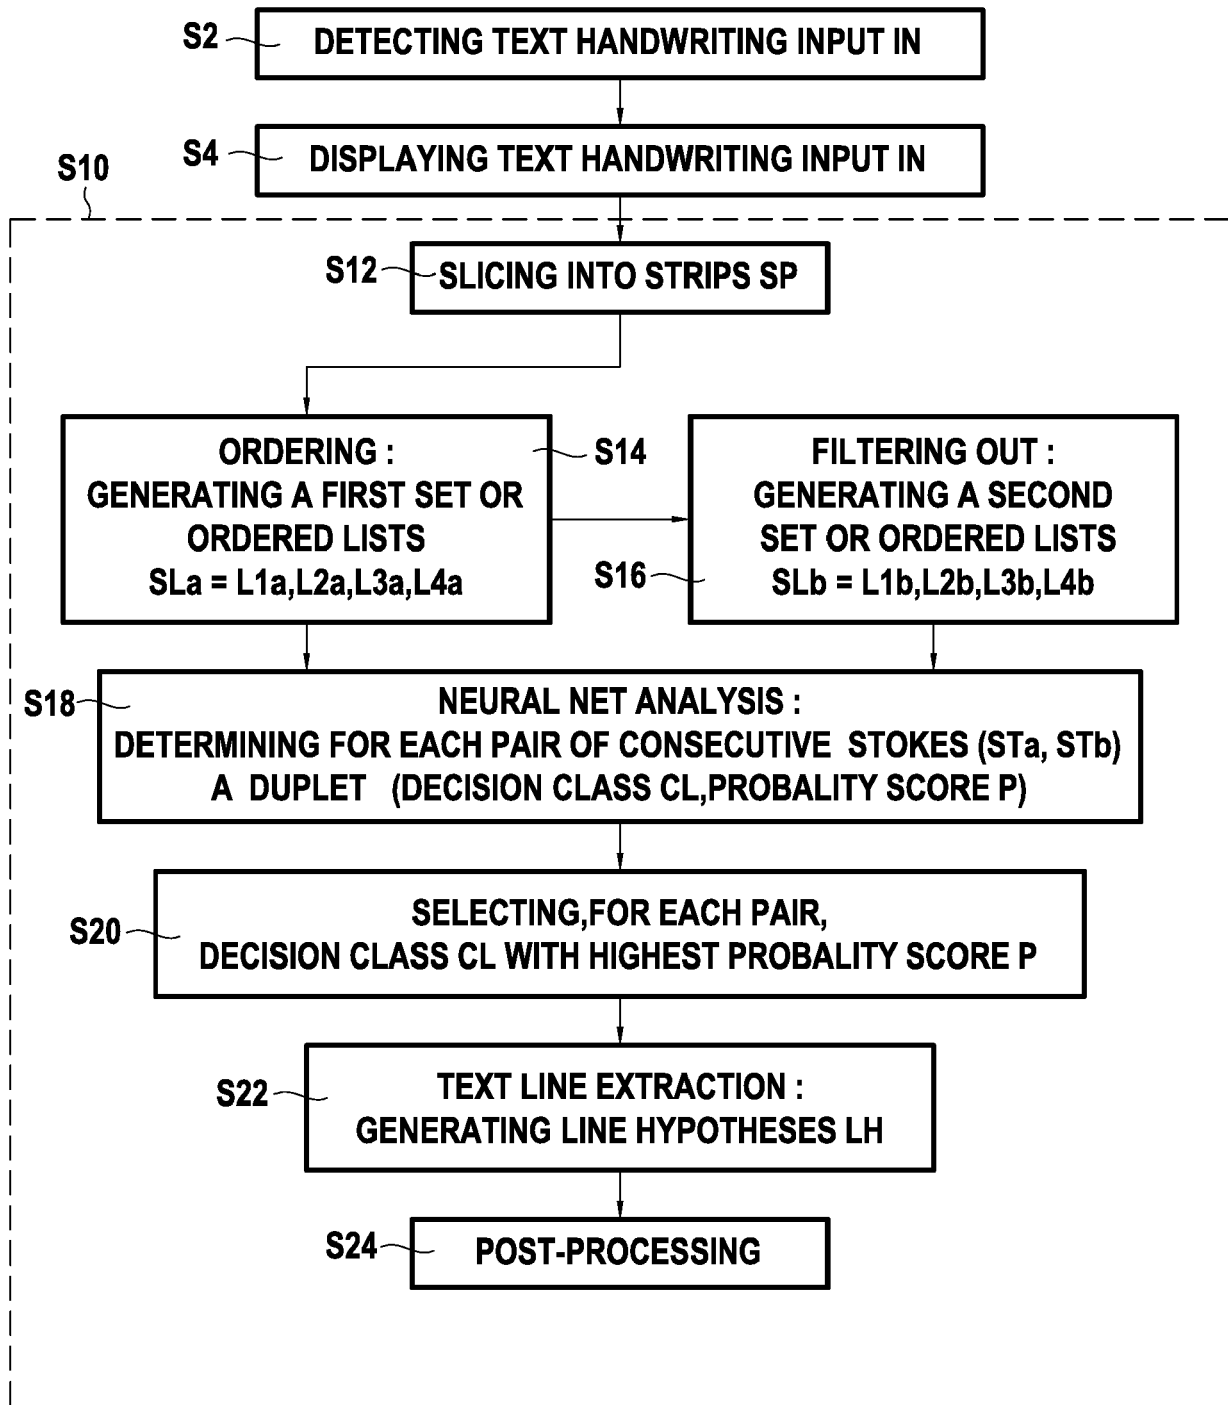 S2
DETECTING TEXT HANDWRITING INPUT IN
S4
DISPLAYING TEXT HANDWRITING INPUT IN
S10
S12
SLICING INTO STRIPS SP
ORDERING :
GENERATING A FIRST SET OR
ORDERED LISTS
SLa = L1a,L2a,L3a,L4a
S14
FILTERING OUT :
GENERATING A SECOND
SET OR ORDERED LISTS
SLb = L1b,L2b,L3b,L4b
S16
S18
NEURAL NET ANALYSIS :
DETERMINING FOR EACH PAIR OF CONSECUTIVE STOKES (STa, STb)
A DUPLET (DECISION CLASS CL,PROBALITY SCORE P)
S20
SELECTING,FOR EACH PAIR,
DECISION CLASS CL WITH HIGHEST PROBALITY SCORE P
S22
TEXT LINE EXTRACTION :
GENERATING LINE HYPOTHESES LH
S24
POST-PROCESSING